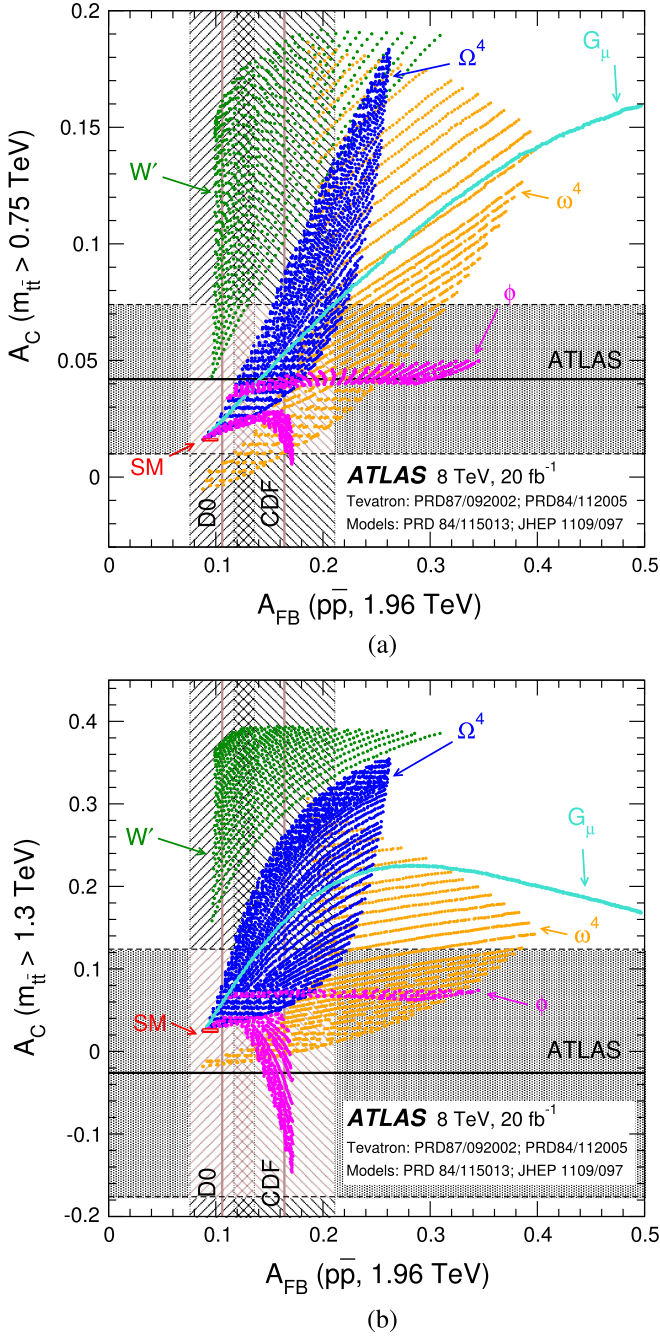 0.2
0.15
0.1
0.05
0
A_C (m_tt̄ > 0.75 TeV)
W′
Ω⁴
G_μ
ω⁴
ϕ
ATLAS
SM
D0
CDF
ATLAS 8 TeV, 20 fb⁻¹
Tevatron: PRD87/092002; PRD84/112005
Models: PRD 84/115013; JHEP 1109/097
0 0.1 0.2 0.3 0.4 0.5
A_FB (pp̄, 1.96 TeV)
(a)
0.4
0.3
0.2
0.1
0
-0.1
-0.2
A_C (m_tt̄ > 1.3 TeV)
Ω⁴
W′
G_μ
ω⁴
ϕ
SM
ATLAS
D0
CDF
ATLAS 8 TeV, 20 fb⁻¹
Tevatron: PRD87/092002; PRD84/112005
Models: PRD 84/115013; JHEP 1109/097
0 0.1 0.2 0.3 0.4 0.5
A_FB (pp̄, 1.96 TeV)
(b)